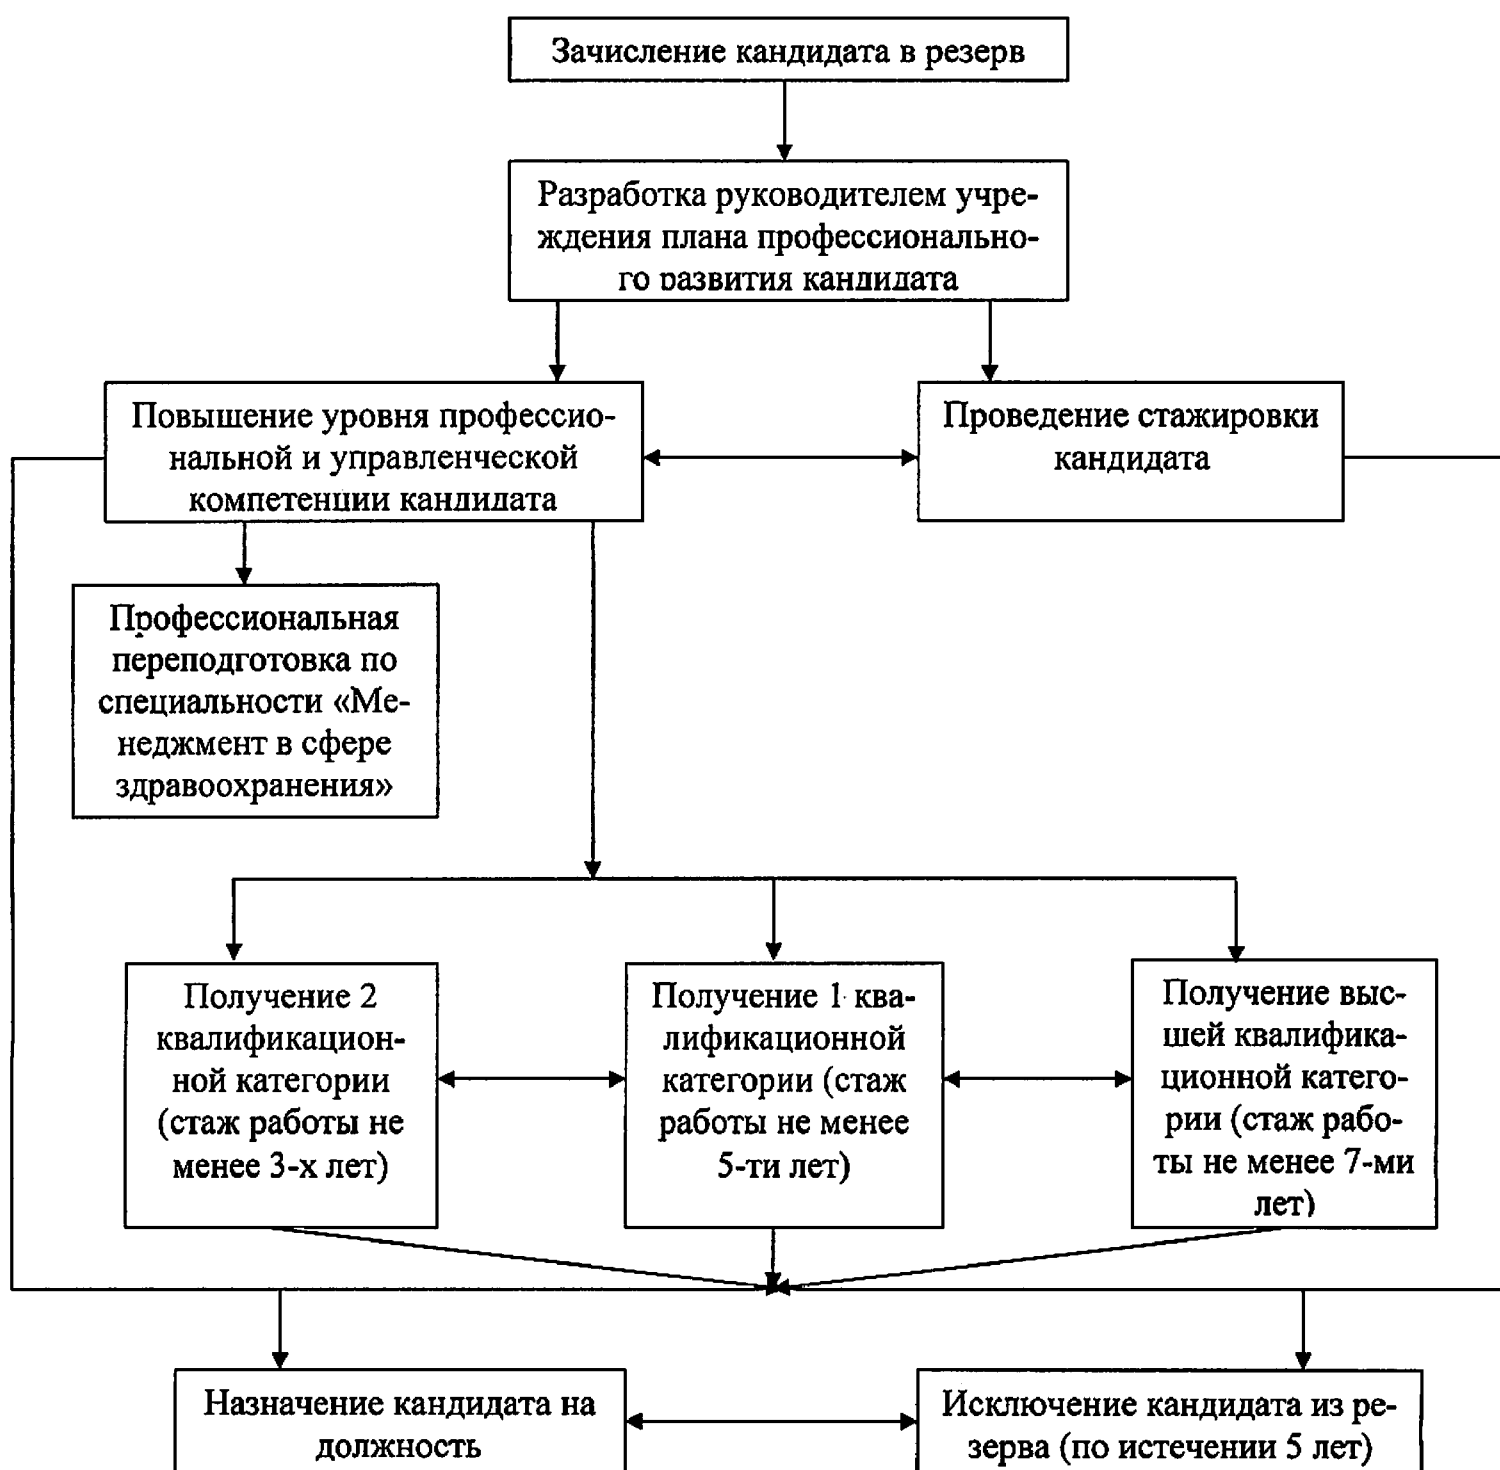 Зачисление кандидата в резерв
Разработка руководителем учре-
ждения плана профессионально-
го развития кандидата
Повышение уровня профессио-
нальной и управленческой
компетенции кандидата
Проведение стажировки
кандидата
Профессиональная
переподготовка по
специальности «Ме-
неджмент в сфере
здравоохранения»
Получение 2
квалификацион-
ной категории
(стаж работы не
менее 3-х лет)
Получение 1 ква-
лификационной
категории (стаж
работы не менее
5-ти лет)
Получение выс-
шей квалифика-
ционной катего-
рии (стаж рабо-
ты не менее 7-ми
лет)
Назначение кандидата на
должность
Исключение кандидата из ре-
зерва (по истечении 5 лет)